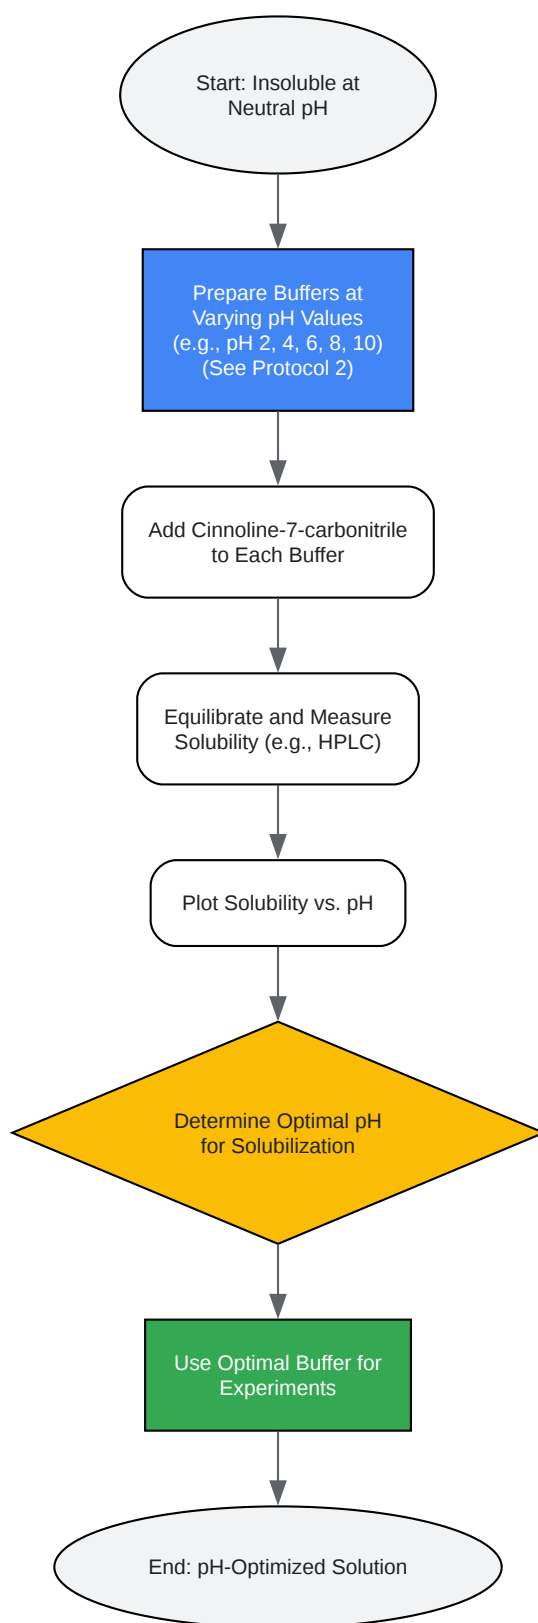 Start: Insoluble at
Neutral pH
Prepare Buffers at
Varying pH Values
(e.g., pH 2, 4, 6, 8, 10)
(See Protocol 2)
Add Cinnoline-7-carbonitrile
to Each Buffer
Equilibrate and Measure
Solubility (e.g., HPLC)
Plot Solubility vs. pH
Determine Optimal pH
for Solubilization
Use Optimal Buffer for
Experiments
End: pH-Optimized Solution